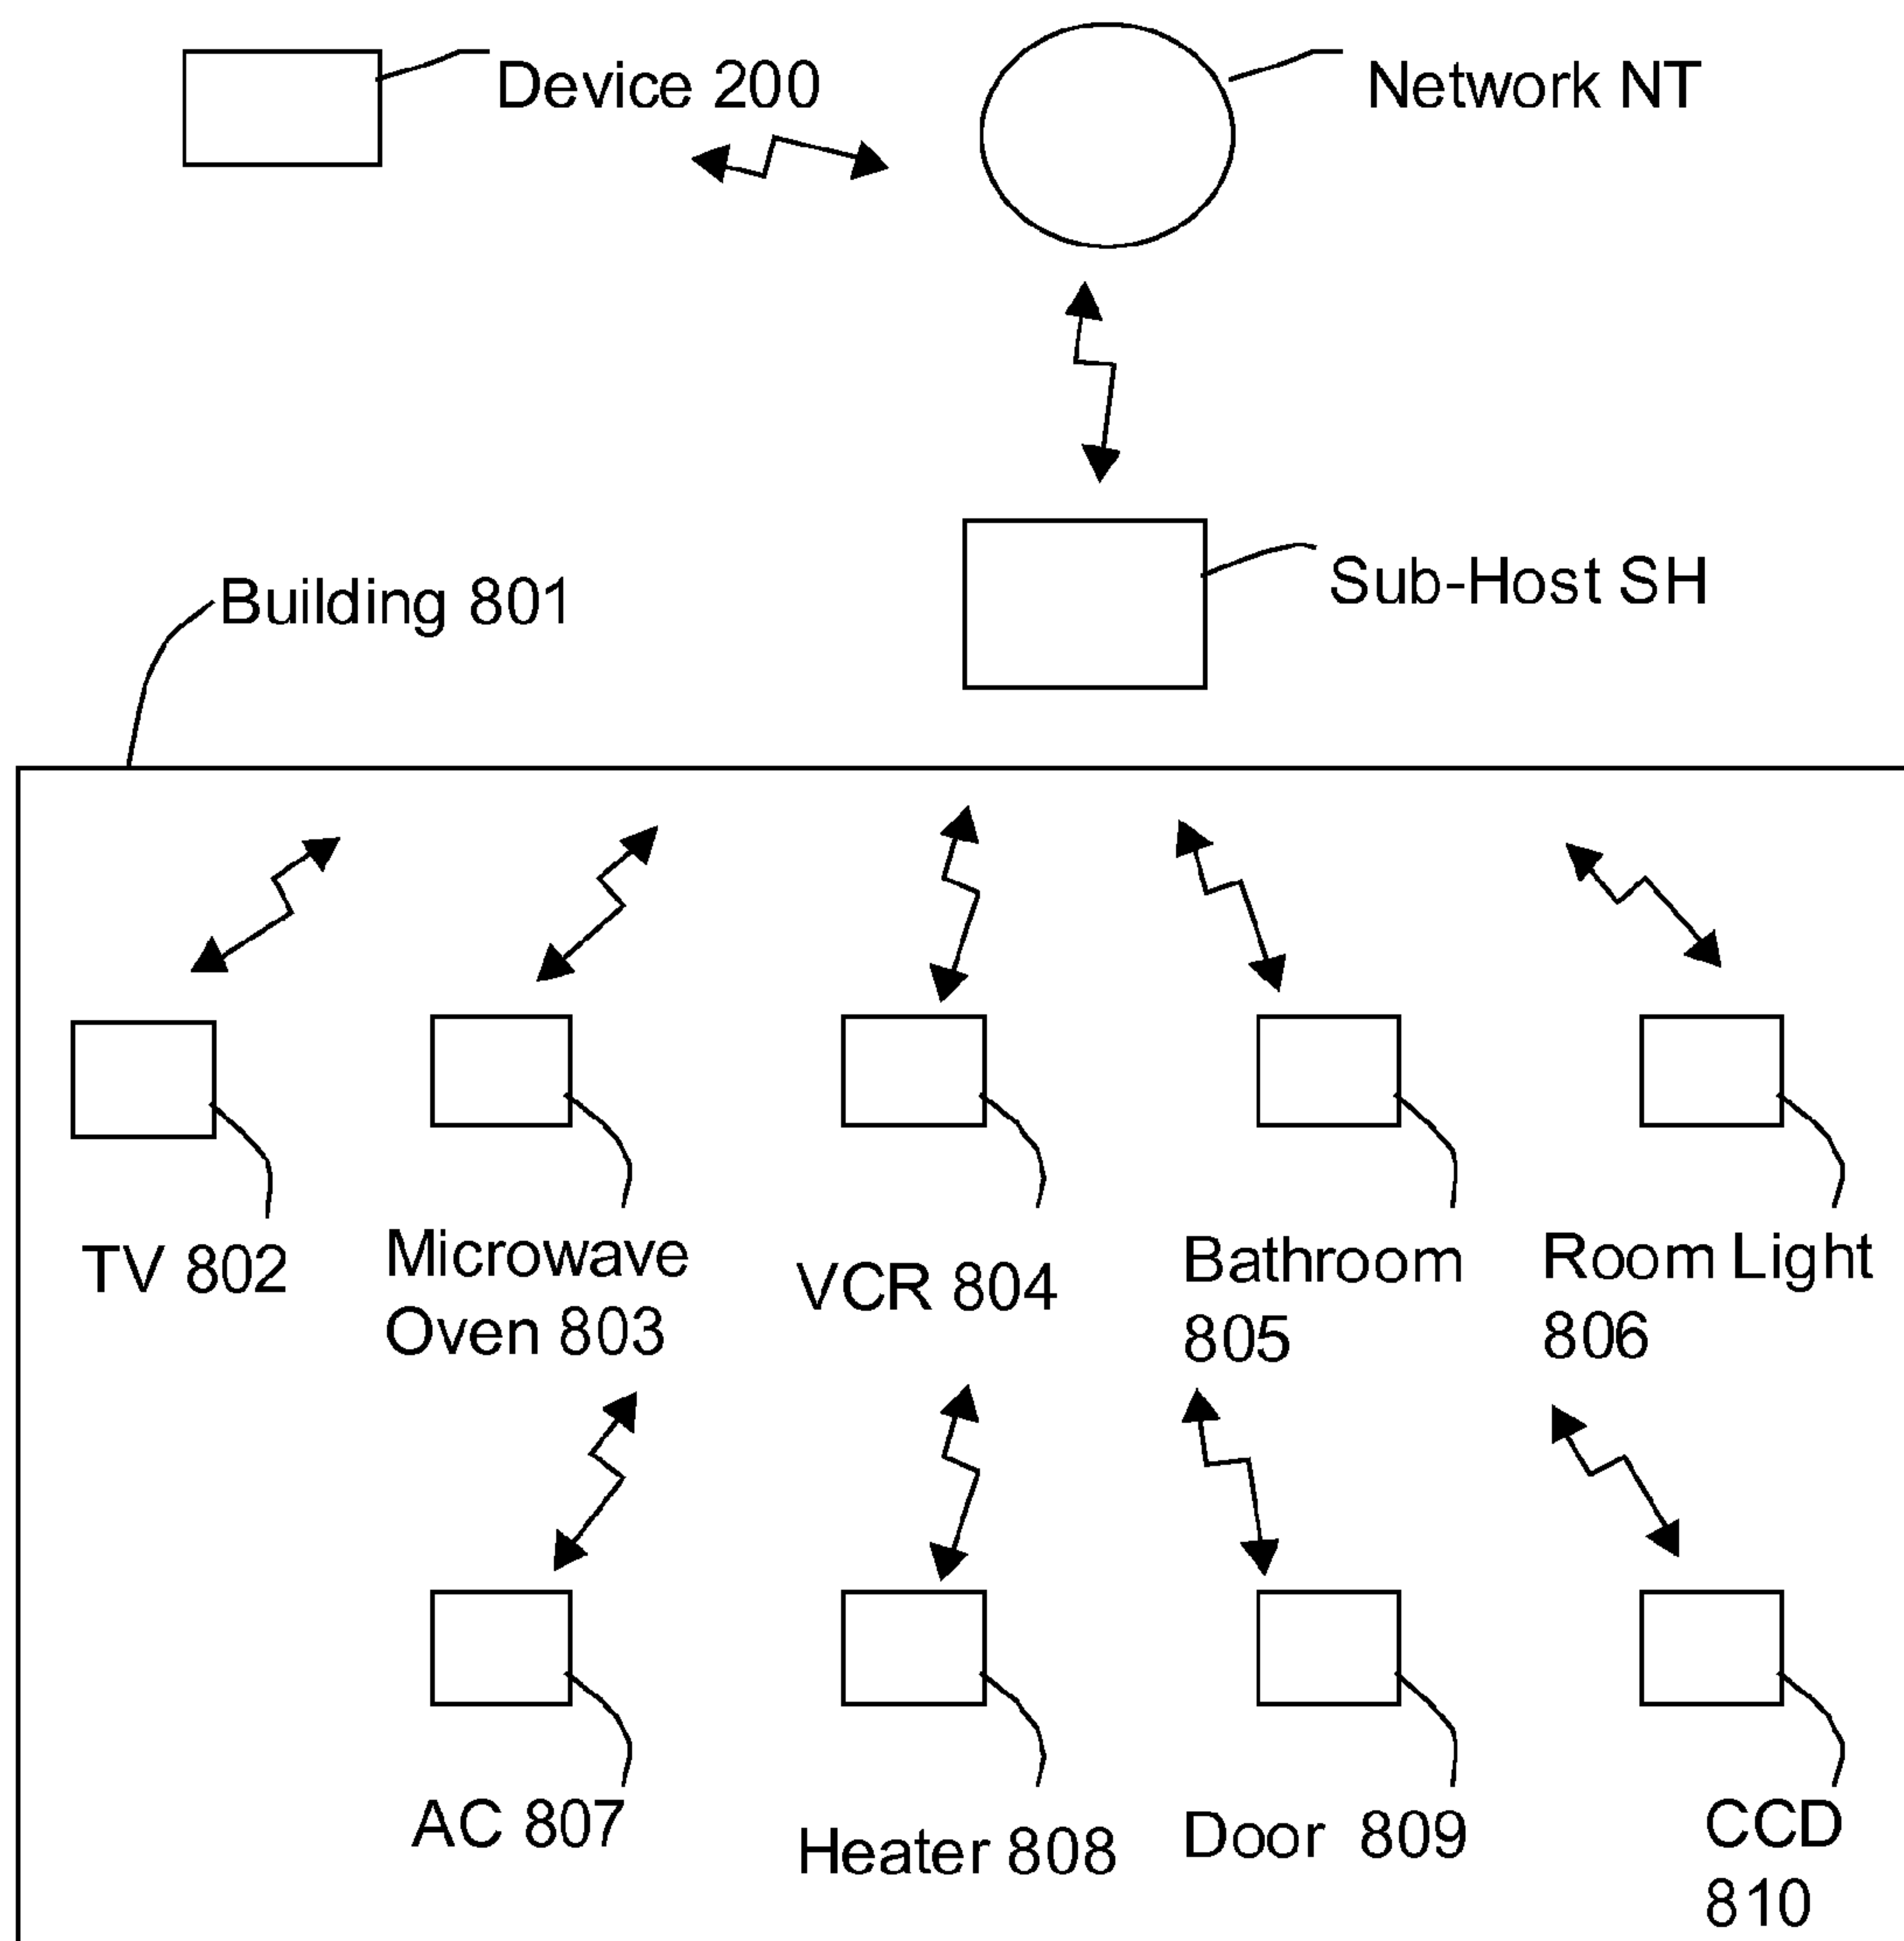 Device 200
Network NT
Sub-Host SH
Building 801
TV 802
Microwave
Oven 803
VCR 804
Bathroom
805
Room Light
806
AC 807
Heater 808
Door 809
CCD
810